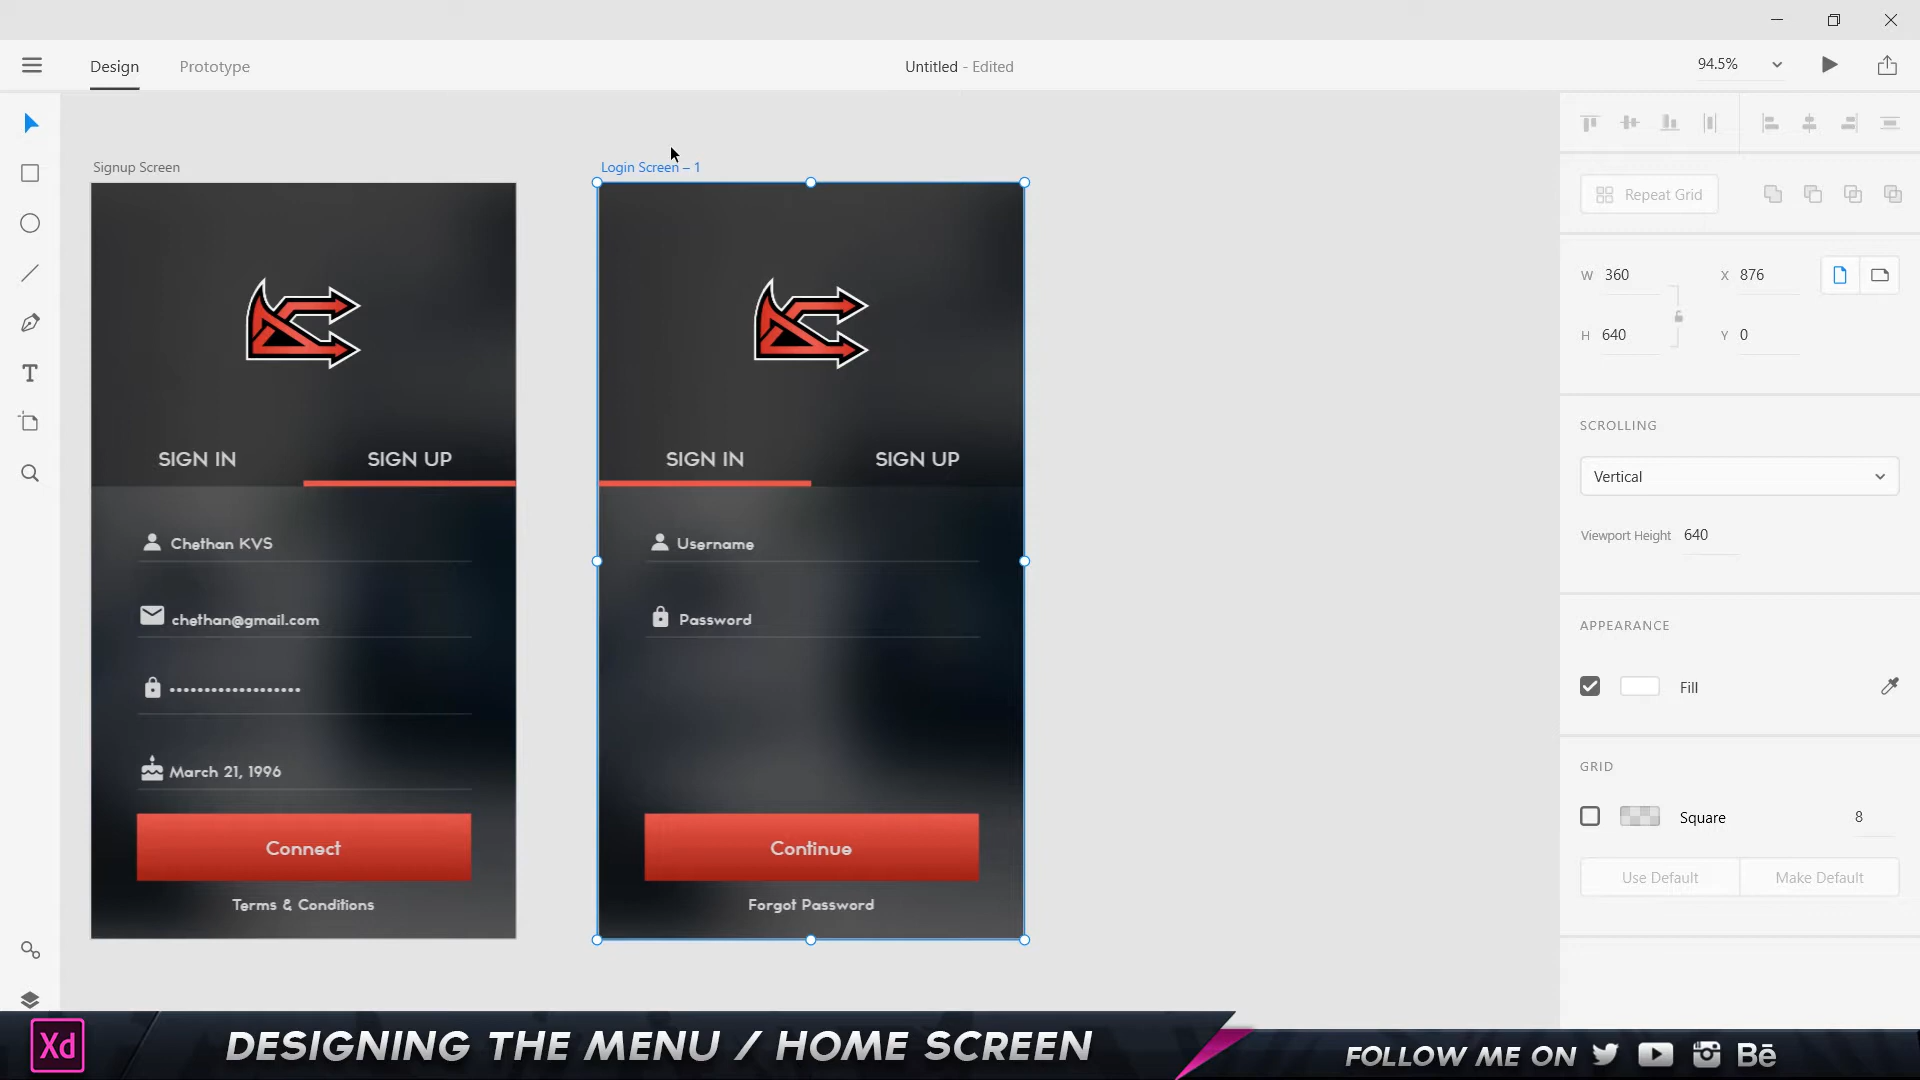 Design
Prototype
Untitled - Edited
94.5%
Signup Screen
SIGN IN
SIGN UP
Chethan KVS
chethan@gmail.com
•••••••••••••••••••
March 21, 1996
Connect
Terms & Conditions
Login Screen – 1
SIGN IN
SIGN UP
Username
Password
Continue
Forgot Password
Repeat Grid
W 360
X 876
H 640
Y 0
SCROLLING
Vertical
Viewport Height 640
APPEARANCE
Fill
GRID
Square 8
Use Default
Make Default
Xd
DESIGNING THE MENU / HOME SCREEN
FOLLOW ME ON
Bē